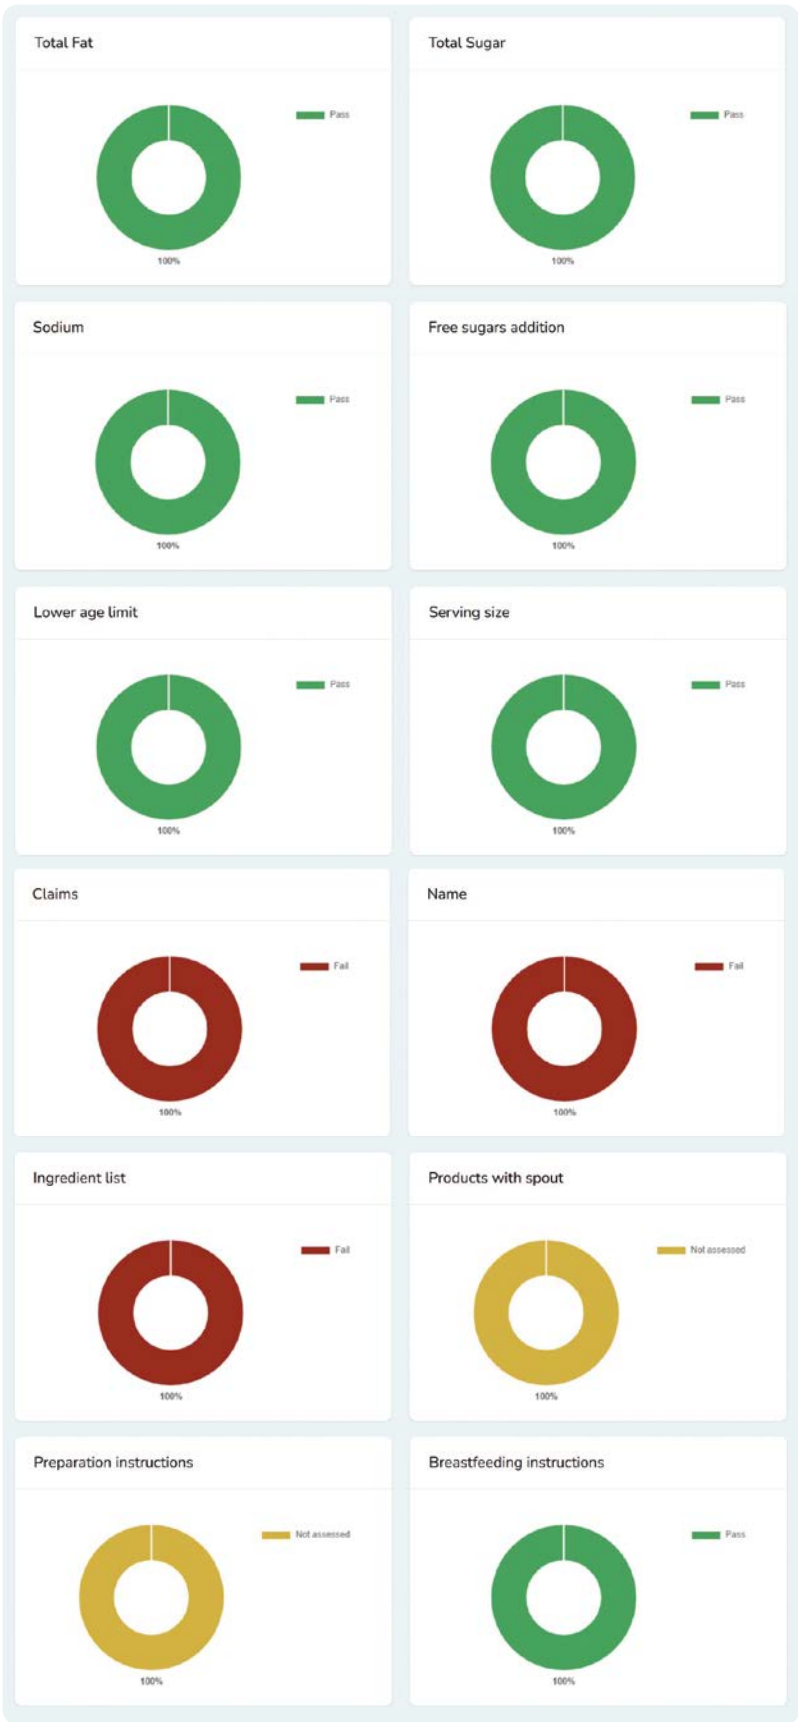 Total Fat
Pass
100%
Total Sugar
Pass
100%
Sodium
Pass
100%
Free sugars addition
Pass
100%
Lower age limit
Pass
100%
Serving size
Pass
100%
Claims
Fail
100%
Name
Fail
100%
Ingredient list
Fail
100%
Products with spout
Not assessed
100%
Preparation instructions
Not assessed
100%
Breastfeeding instructions
Pass
100%